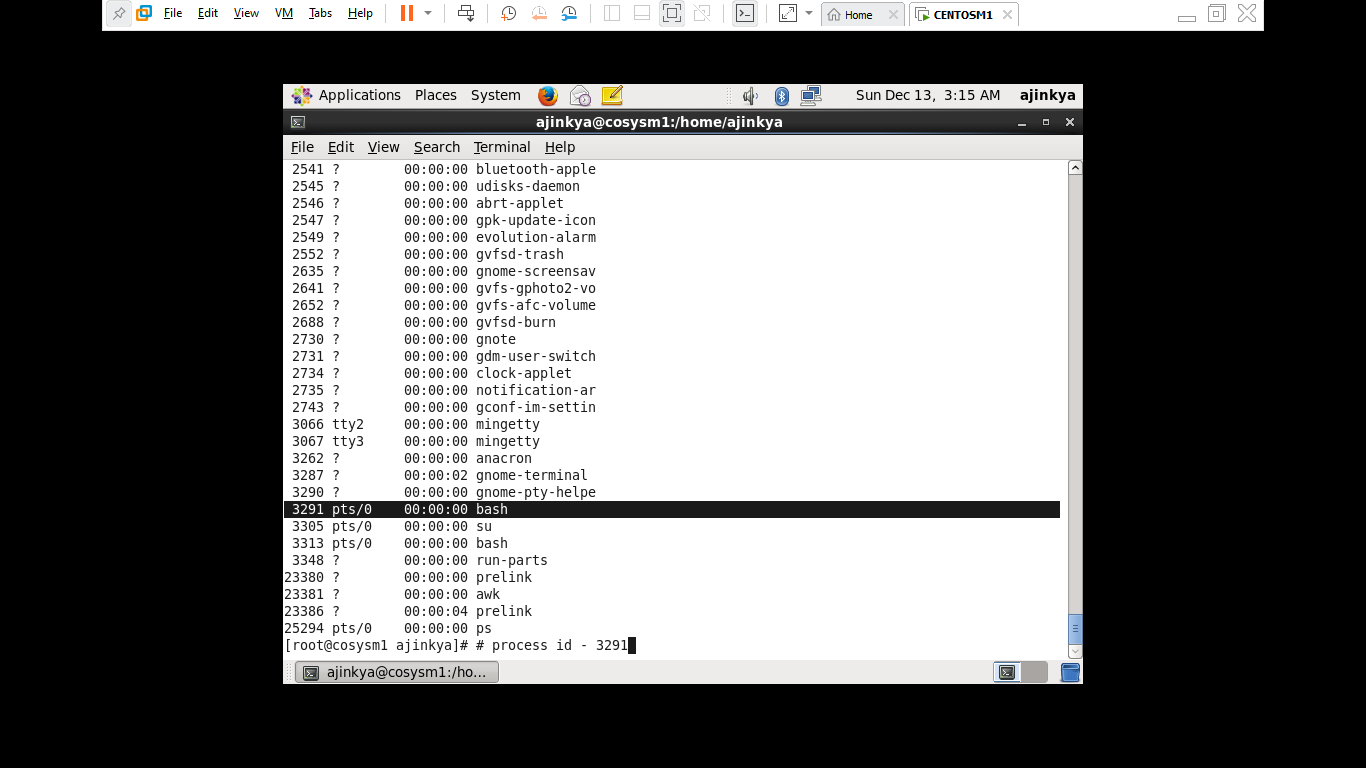 File Edit View VM Tabs Help Home CENTOSM1
Applications Places System Sun Dec 13, 3:15 AM ajinkya
ajinkya@cosysm1:/home/ajinkya
File Edit View Search Terminal Help
2541 ? 00:00:00 bluetooth-apple
2545 ? 00:00:00 udisks-daemon
2546 ? 00:00:00 abrt-applet
2547 ? 00:00:00 gpk-update-icon
2549 ? 00:00:00 evolution-alarm
2552 ? 00:00:00 gvfsd-trash
2635 ? 00:00:00 gnome-screensav
2641 ? 00:00:00 gvfs-gphoto2-vo
2652 ? 00:00:00 gvfs-afc-volume
2688 ? 00:00:00 gvfsd-burn
2730 ? 00:00:00 gnote
2731 ? 00:00:00 gdm-user-switch
2734 ? 00:00:00 clock-applet
2735 ? 00:00:00 notification-ar
2743 ? 00:00:00 gconf-im-settin
3066 tty2 00:00:00 mingetty
3067 tty3 00:00:00 mingetty
3262 ? 00:00:00 anacron
3287 ? 00:00:02 gnome-terminal
3290 ? 00:00:00 gnome-pty-helpe
3291 pts/0 00:00:00 bash
3305 pts/0 00:00:00 su
3313 pts/0 00:00:00 bash
3348 ? 00:00:00 run-parts
23380 ? 00:00:00 prelink
23381 ? 00:00:00 awk
23386 ? 00:00:04 prelink
25294 pts/0 00:00:00 ps
[root@cosysm1 ajinkya]# # process id - 3291
ajinkya@cosysm1:/ho...